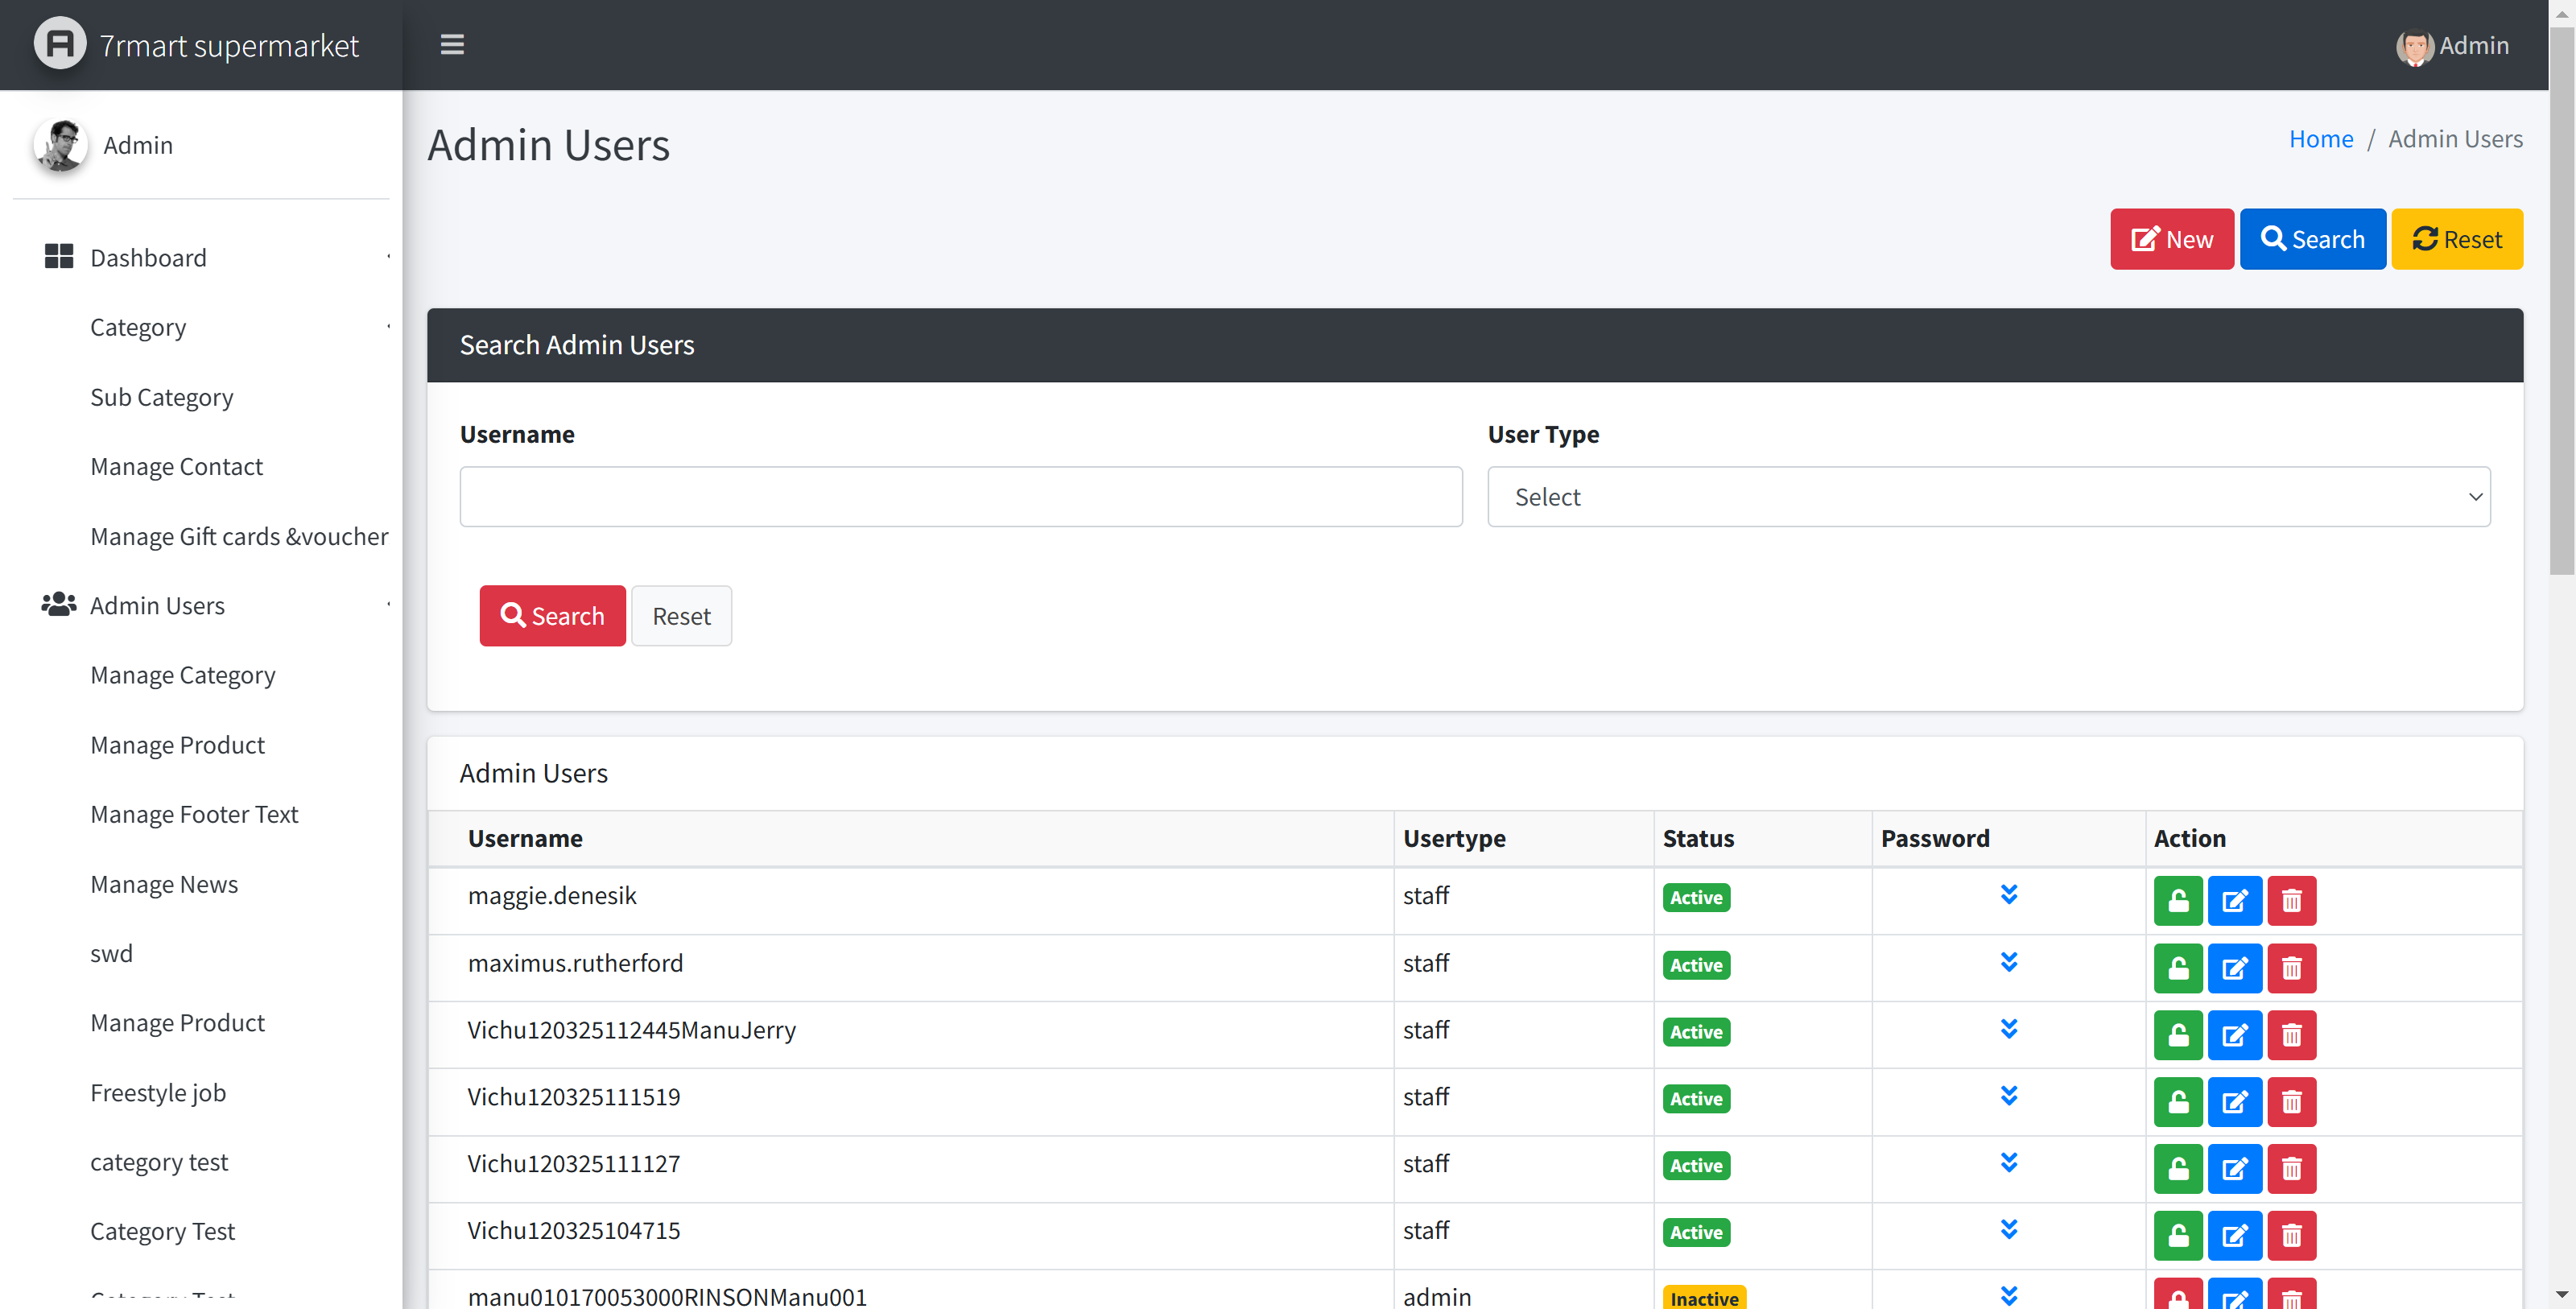 7rmart supermarket
Admin
Admin
Dashboard
Category
Sub Category
Manage Contact
Manage Gift cards &voucher
Admin Users
Manage Category
Manage Product
Manage Footer Text
Manage News
swd
Manage Product
Freestyle job
category test
Category Test
Category Test
Admin Users
Home / Admin Users
New Search Reset
Search Admin Users
Username User Type
Select
Search Reset
Admin Users
Username Usertype Status Password Action
maggie.denesik staff Active
maximus.rutherford staff Active
Vichu120325112445ManuJerry staff Active
Vichu120325111519 staff Active
Vichu120325111127 staff Active
Vichu120325104715 staff Active
manu010170053000RINSONManu001 admin Inactive